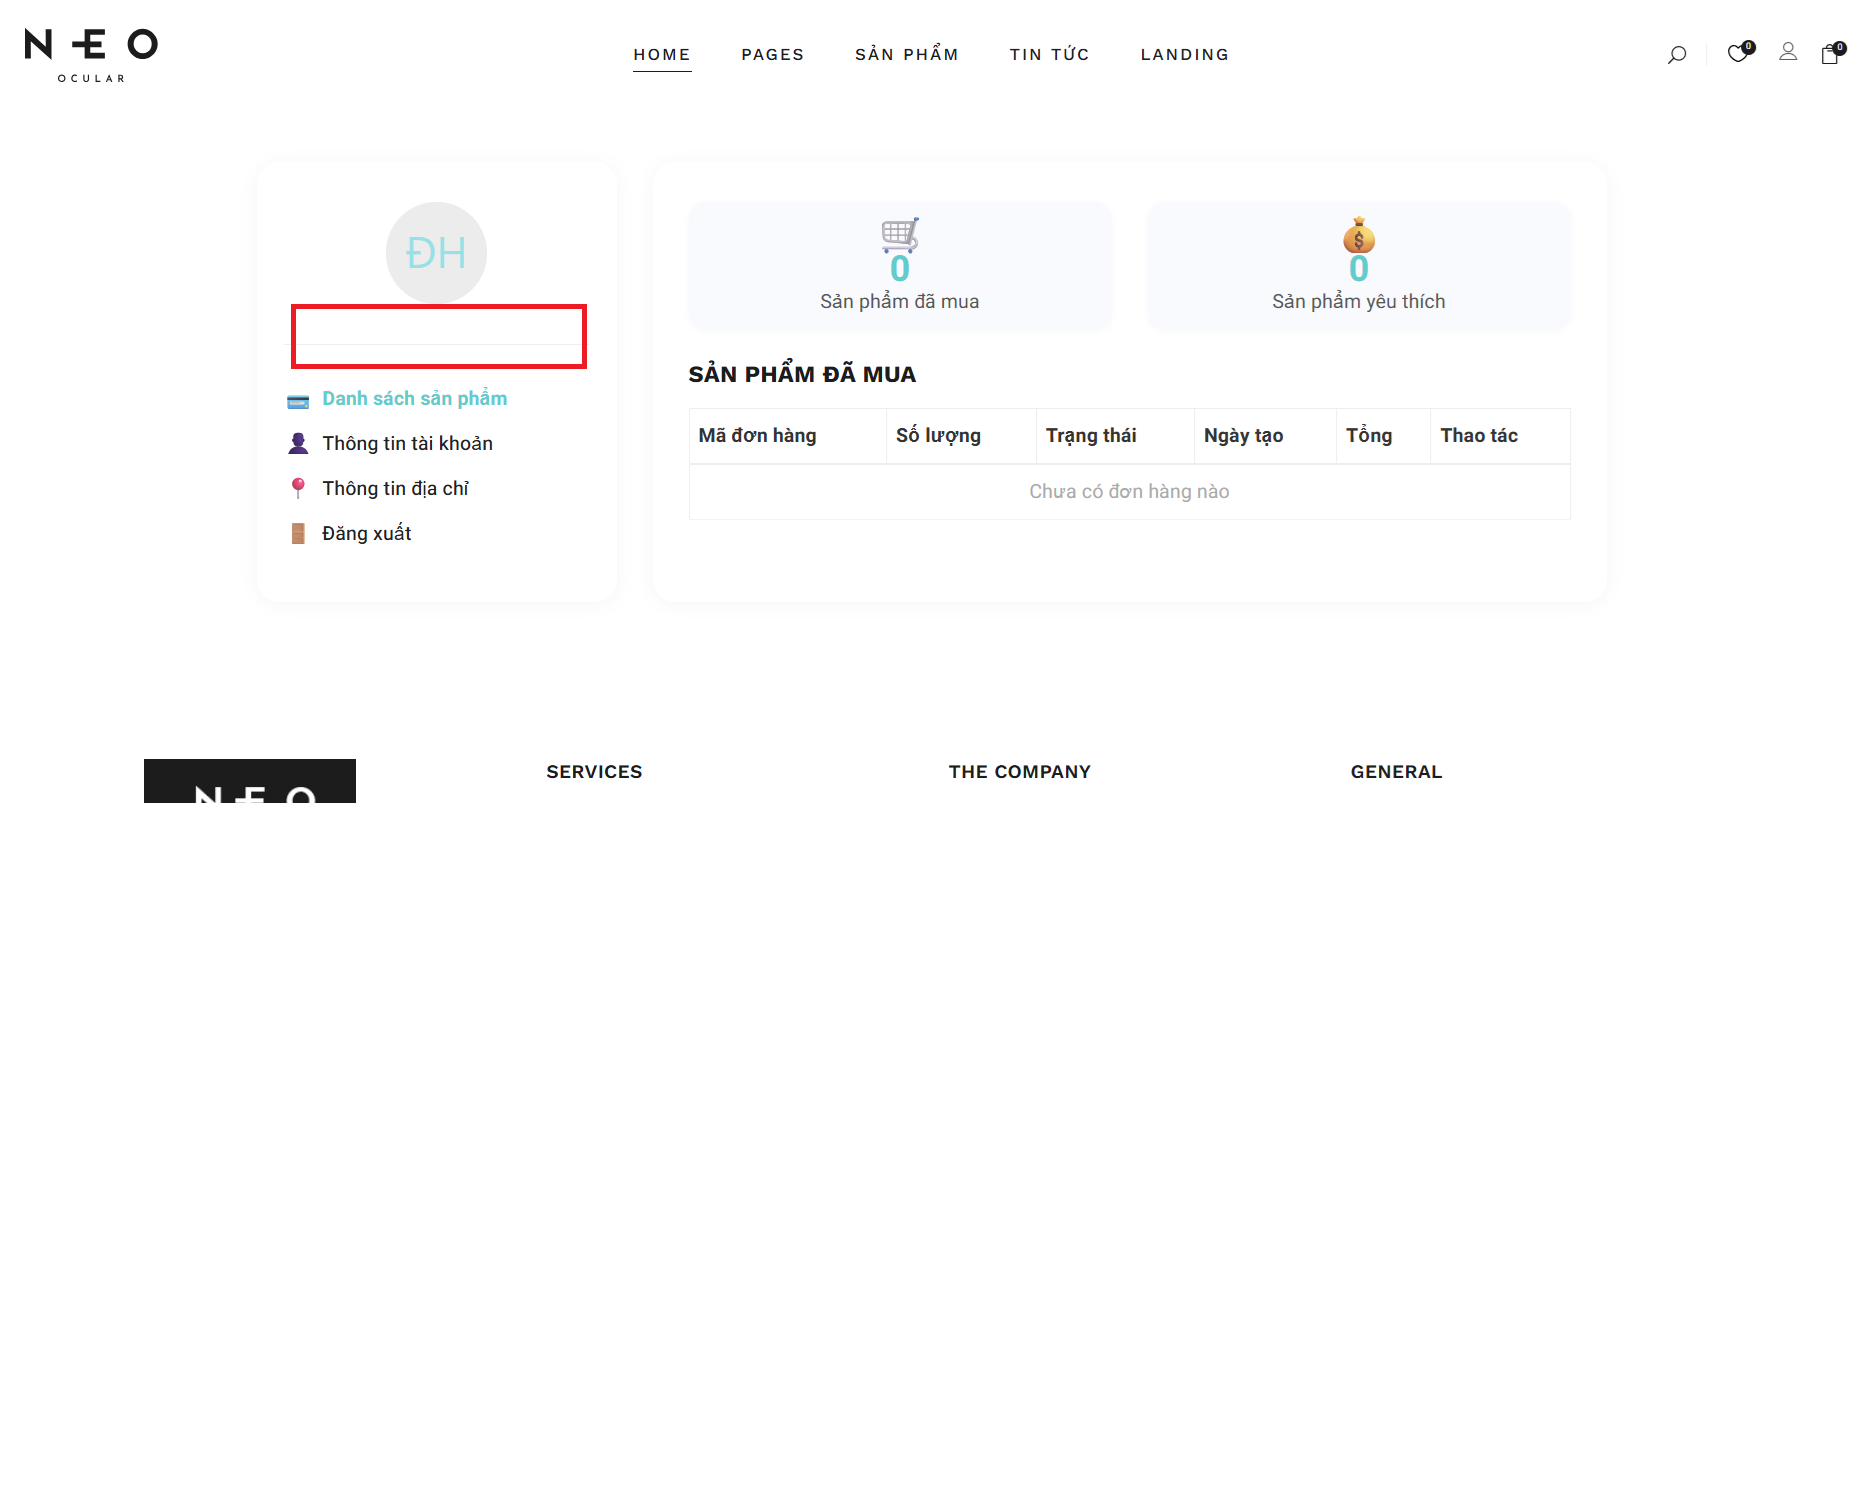 NEO
OCULAR
HOME PAGES SẢN PHẨM TIN TỨC LANDING
0 0
ĐH
Danh sách sản phẩm
Thông tin tài khoản
Thông tin địa chỉ
Đăng xuất
0
Sản phẩm đã mua
0
Sản phẩm yêu thích
SẢN PHẨM ĐÃ MUA
Mã đơn hàng Số lượng Trạng thái Ngày tạo Tổng Thao tác
Chưa có đơn hàng nào
NEO
SERVICES THE COMPANY GENERAL